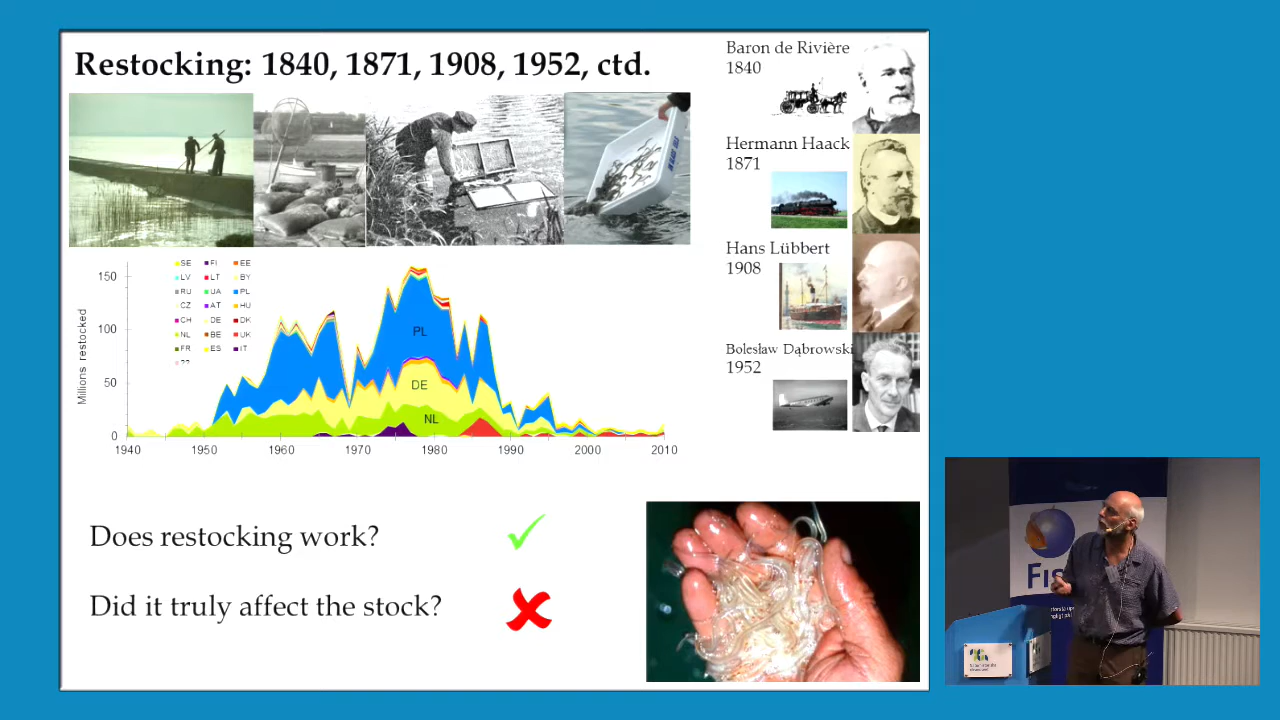 Restocking: 1840, 1871, 1908, 1952, ctd.
Baron de Rivière
1840
Hermann Haack
1871
Hans Lübbert
1908
Bolesław Dąbrowski
1952
Millions restocked
150
100
50
0
SE FI EE
LV LT BY
RU UA PL
CZ AT HU
CH DE DK
NL BE UK
FR ES IT
??
PL
DE
NL
1940 1950 1960 1970 1980 1990 2000 2010
Does restocking work?
Did it truly affect the stock?